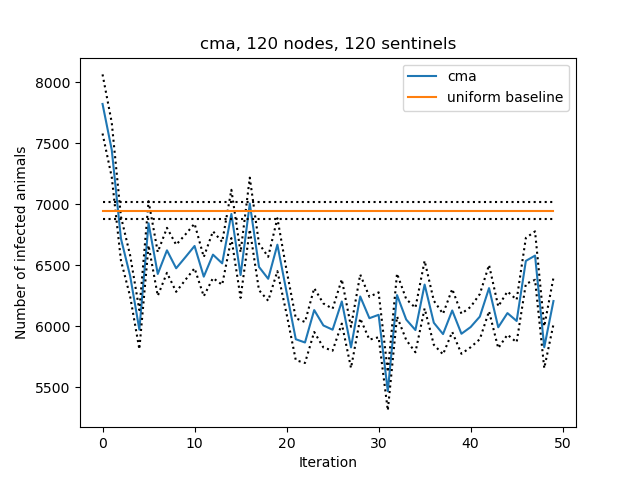 cma, 120 nodes, 120 sentinels
cma
uniform baseline
Number of infected animals
8000
7500
7000
6500
6000
5500
0 10 20 30 40 50
Iteration